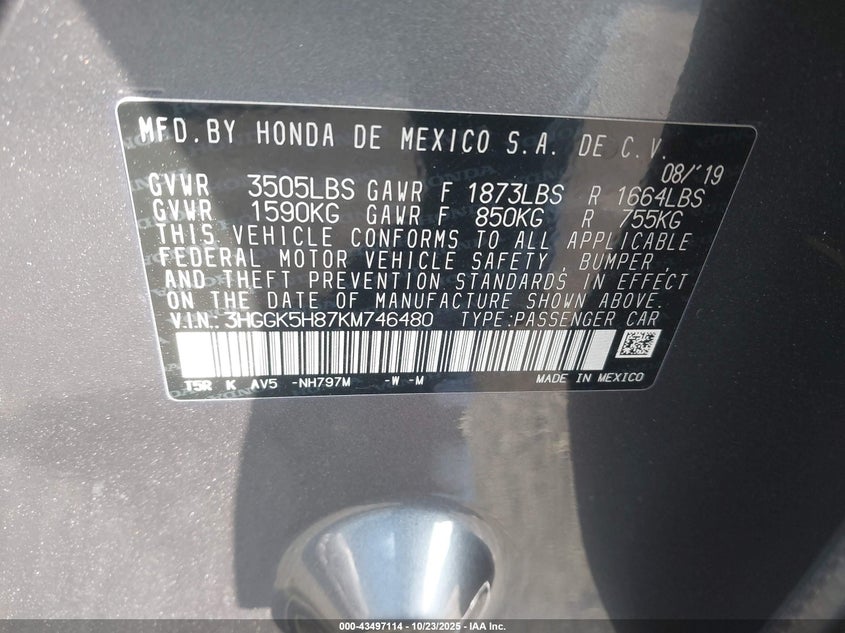 MFD. BY HONDA DE MEXICO S.A. DE C.V.
08/'19
GVWR 3505LBS GAWR F 1873LBS R 1664LBS
GVWR 1590KG GAWR F 850KG R 755KG
THIS VEHICLE CONFORMS TO ALL APPLICABLE
FEDERAL MOTOR VEHICLE SAFETY, BUMPER,
AND THEFT PREVENTION STANDARDS IN EFFECT
ON THE DATE OF MANUFACTURE SHOWN ABOVE.
V.I.N.: 3HGGK5H87KM746480 TYPE:PASSENGER CAR
T5R K AV5 -NH797M -W -M MADE IN MEXICO
000-43497114 - 10/23/2025 - IAA Inc.